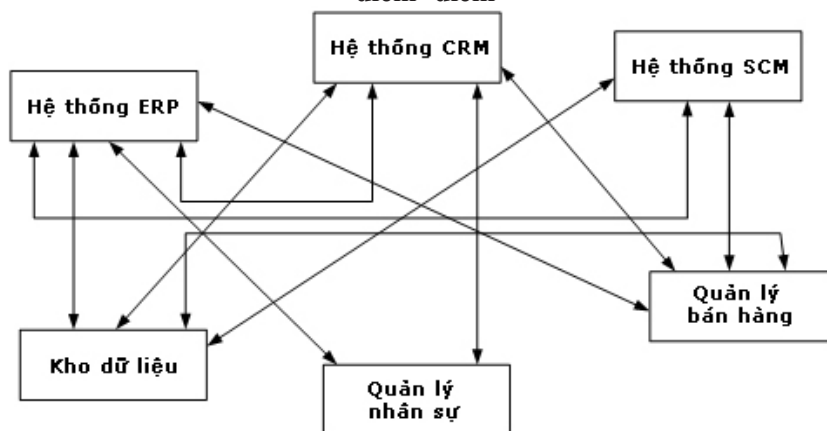 Hệ thống CRM
Hệ thống SCM
Hệ thống ERP
Quản lý
bán hàng
Kho dữ liệu
Quản lý
nhân sự